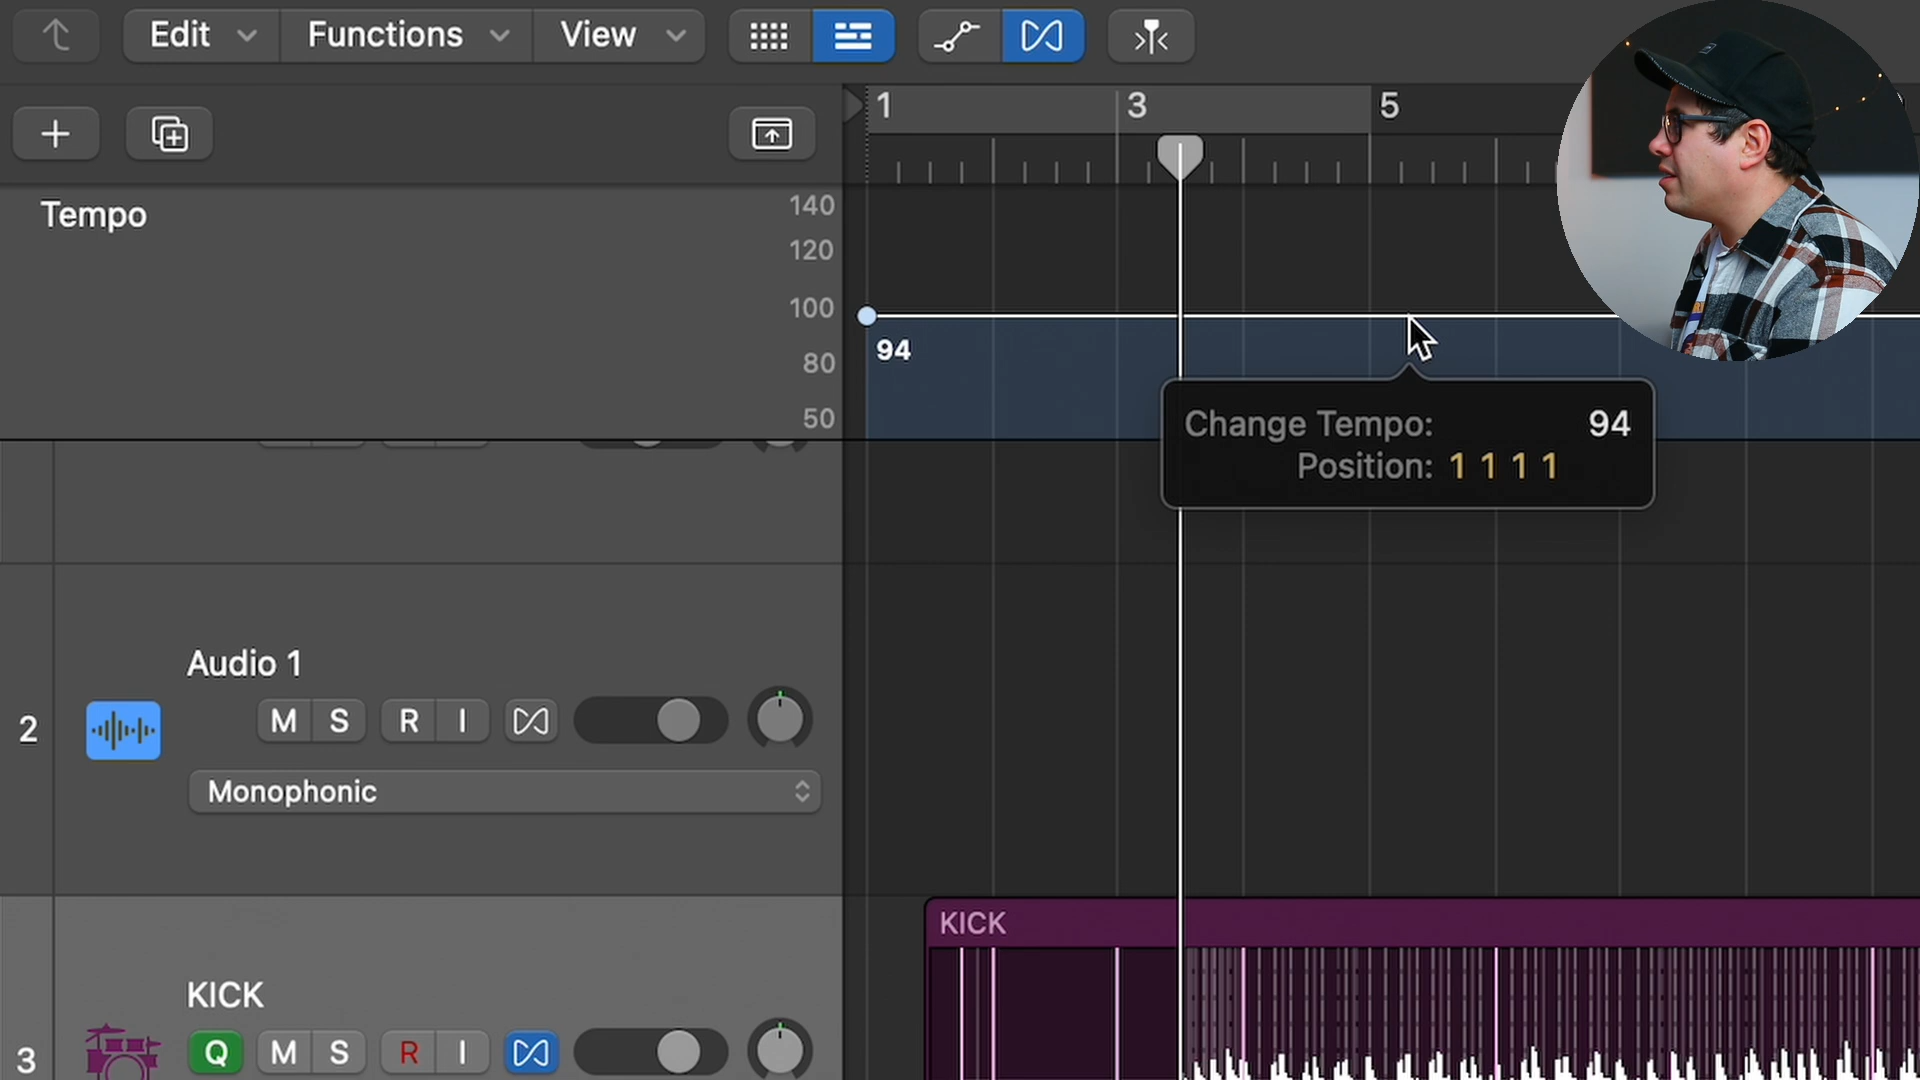 Edit
Functions
View
1
3
5
Tempo
140
120
100
80
50
94
Change Tempo: 94
Position: 1 1 1 1
2
Audio 1
M S R I
Monophonic
KICK
3
KICK
Q M S R I